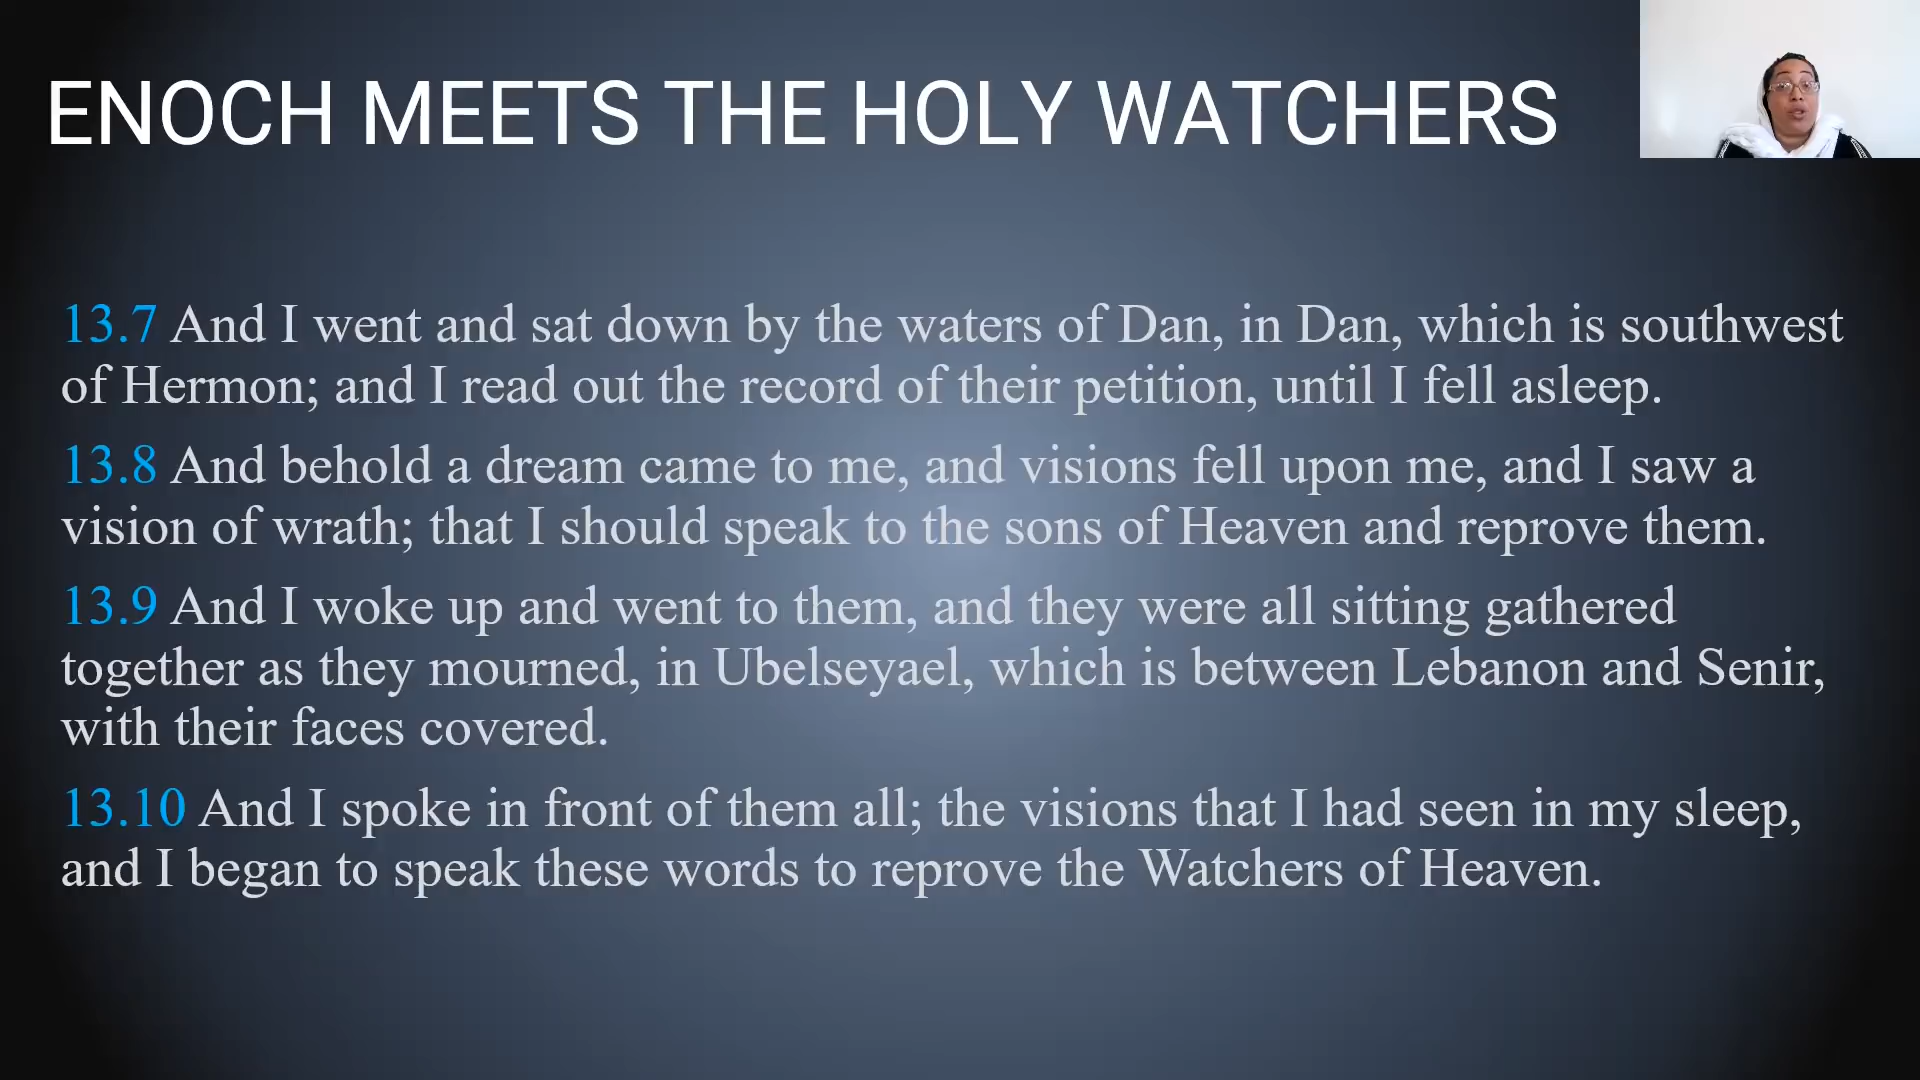 ENOCH MEETS THE HOLY WATCHERS
13.7 And I went and sat down by the waters of Dan, in Dan, which is southwest
of Hermon; and I read out the record of their petition, until I fell asleep.
13.8 And behold a dream came to me, and visions fell upon me, and I saw a
vision of wrath; that I should speak to the sons of Heaven and reprove them.
13.9 And I woke up and went to them, and they were all sitting gathered
together as they mourned, in Ubelseyael, which is between Lebanon and Senir,
with their faces covered.
13.10 And I spoke in front of them all; the visions that I had seen in my sleep,
and I began to speak these words to reprove the Watchers of Heaven.